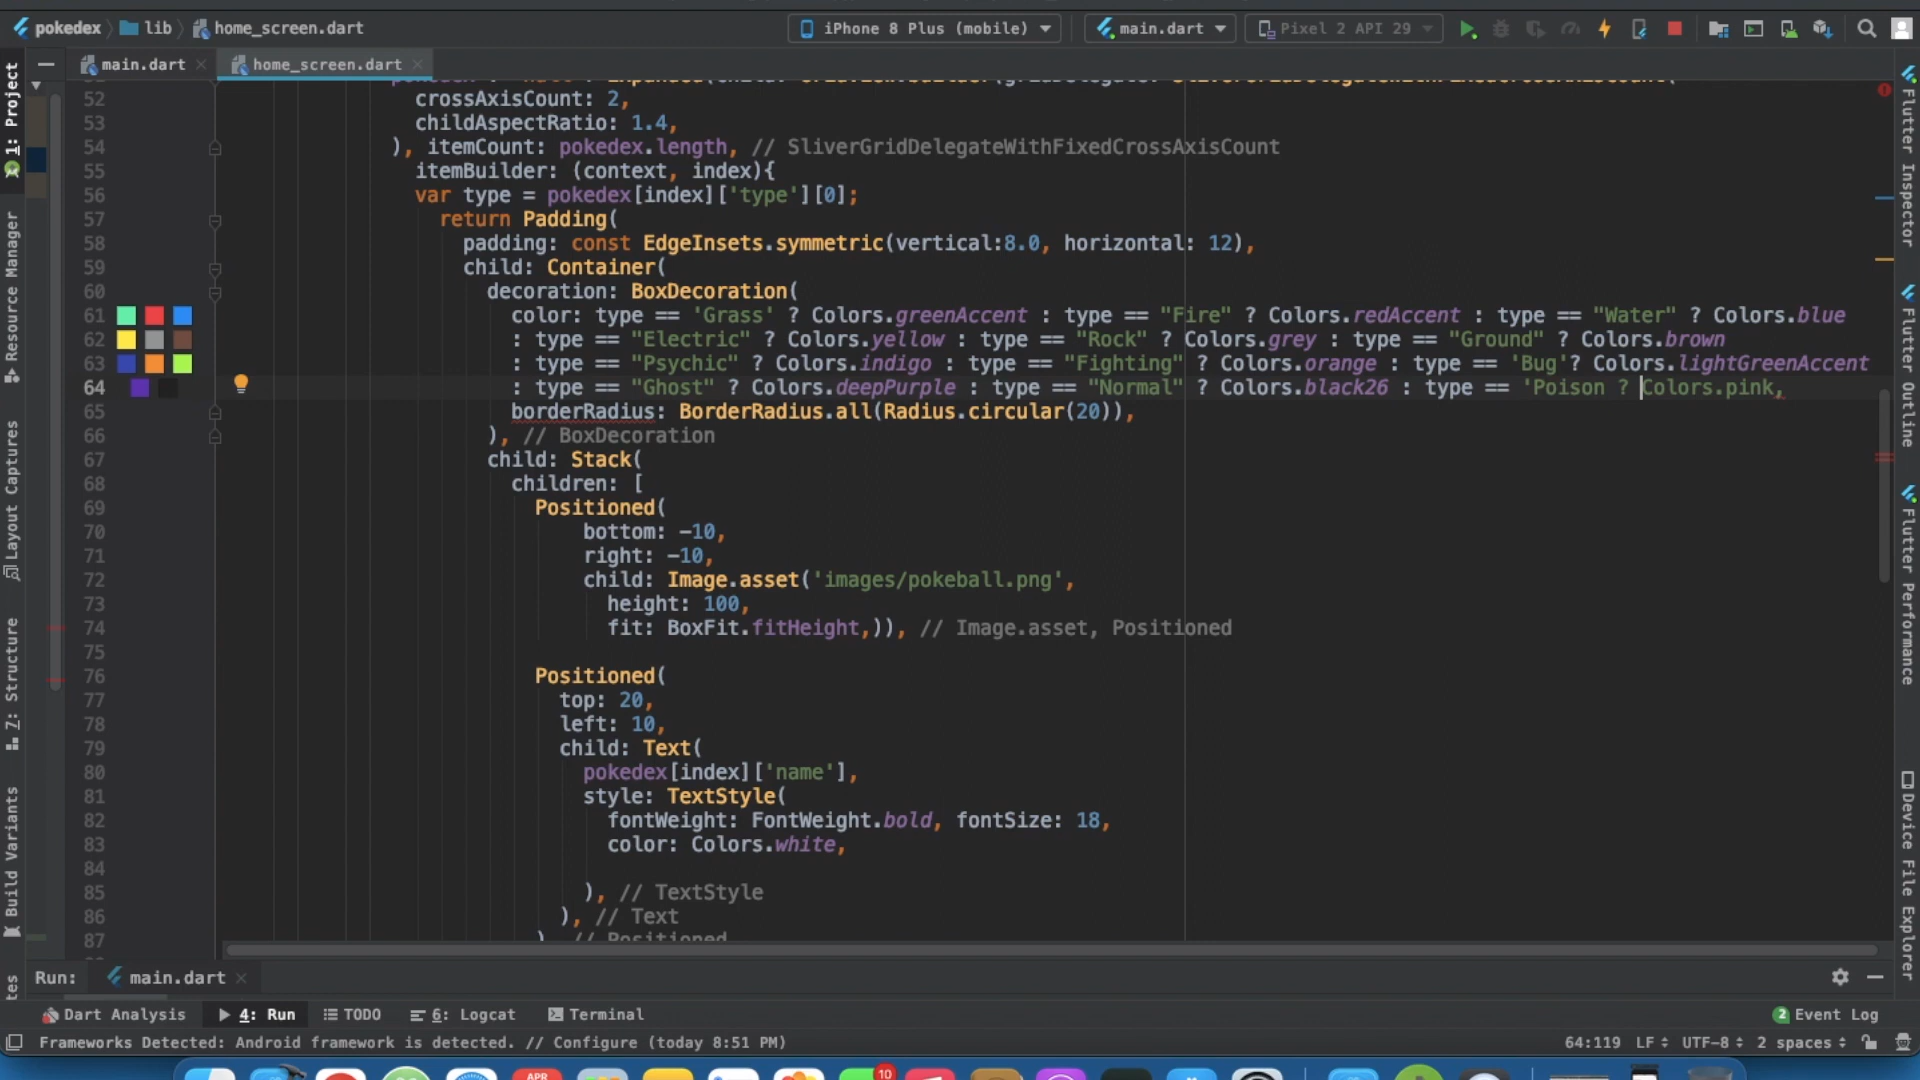 pokedex lib home_screen.dart iPhone 8 Plus (mobile) main.dart Pixel 2 API 29
main.dart home_screen.dart
52 crossAxisCount: 2,
53 childAspectRatio: 1.4,
54 ), itemCount: pokedex.length, // SliverGridDelegateWithFixedCrossAxisCount
55 itemBuilder: (context, index){
56 var type = pokedex[index]['type'][0];
57 return Padding(
58 padding: const EdgeInsets.symmetric(vertical:8.0, horizontal: 12),
59 child: Container(
60 decoration: BoxDecoration(
61 color: type == 'Grass' ? Colors.greenAccent : type == "Fire" ? Colors.redAccent : type == "Water" ? Colors.blue
62 : type == "Electric" ? Colors.yellow : type == "Rock" ? Colors.grey : type == "Ground" ? Colors.brown
63 : type == "Psychic" ? Colors.indigo : type == "Fighting" ? Colors.orange : type == 'Bug'? Colors.lightGreenAccent
64 : type == "Ghost" ? Colors.deepPurple : type == "Normal" ? Colors.black26 : type == 'Poison ? Colors.pink,
65 borderRadius: BorderRadius.all(Radius.circular(20)),
66 ), // BoxDecoration
67 child: Stack(
68 children: [
69 Positioned(
70 bottom: -10,
71 right: -10,
72 child: Image.asset('images/pokeball.png',
73 height: 100,
74 fit: BoxFit.fitHeight,)), // Image.asset, Positioned
75
76 Positioned(
77 top: 20,
78 left: 10,
79 child: Text(
80 pokedex[index]['name'],
81 style: TextStyle(
82 fontWeight: FontWeight.bold, fontSize: 18,
83 color: Colors.white,
84
85 ), // TextStyle
86 ), // Text
87 ) // Positioned
1: Project
Resource Manager
Layout Captures
7: Structure
Build Variants
Flutter Inspector
Flutter Outline
Flutter Performance
Device File Explorer
Run: main.dart
Dart Analysis 4: Run TODO 6: Logcat Terminal 2 Event Log
Frameworks Detected: Android framework is detected. // Configure (today 8:51 PM) 64:119 LF UTF-8 2 spaces
APR 10